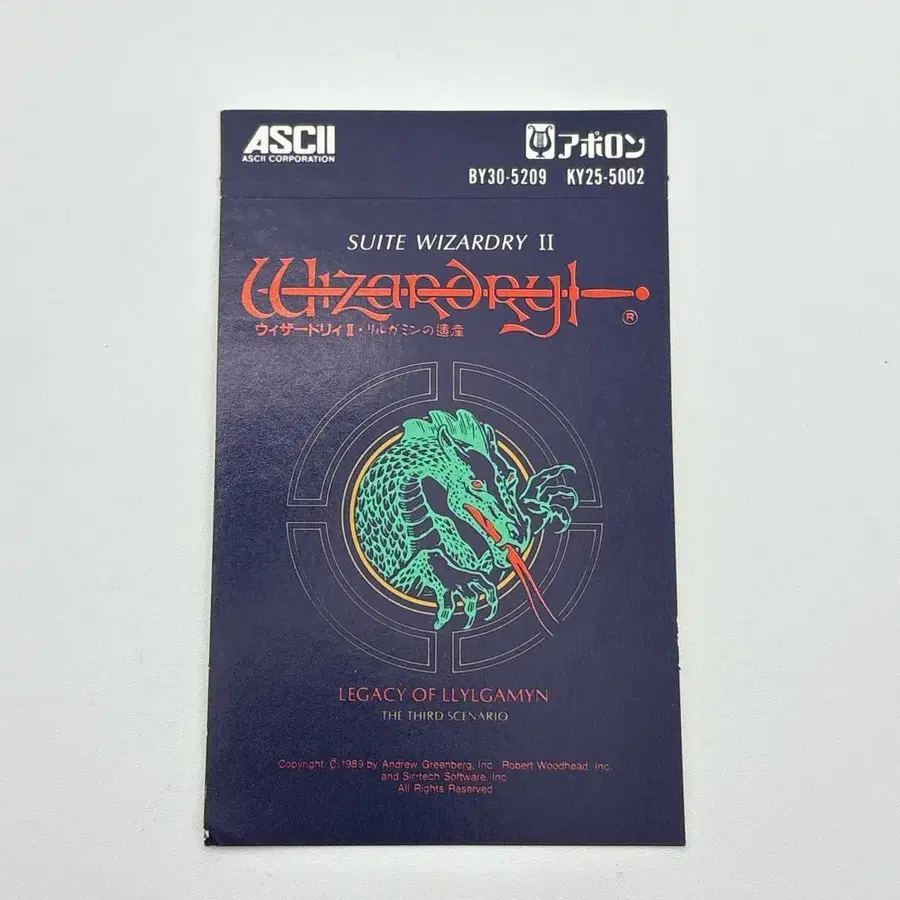 ASCII
ASCII CORPORATION
アポロン
BY30-5209 KY25-5002
SUITE WIZARDRY II
Wizardry
®
ウィザードリィⅡ・リルガミンの遺産
LEGACY OF LLYLGAMYN
THE THIRD SCENARIO
Copyright © 1989 by Andrew Greenberg, Inc. Robert Woodhead, Inc.
and Sir-tech Software, Inc
All Rights Reserved